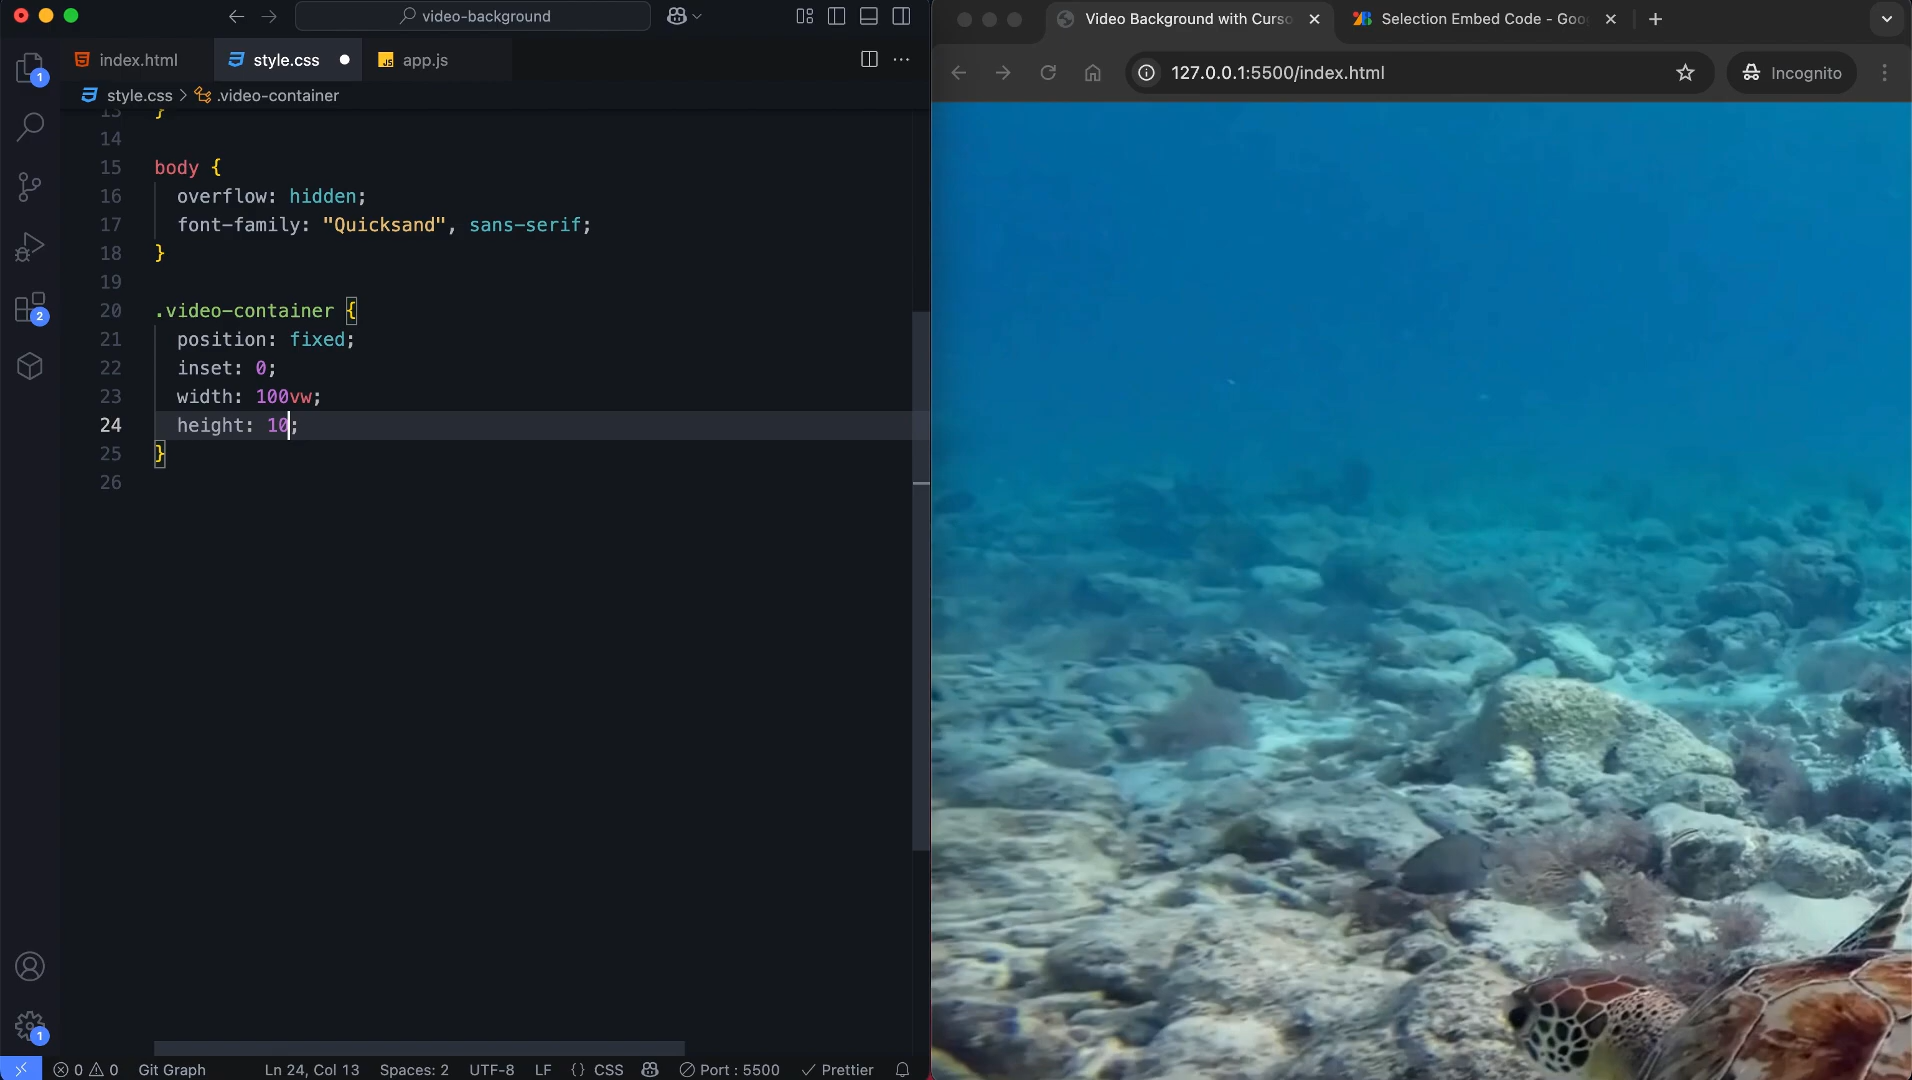 video-background
index.html
style.css
app.js
style.css > .video-container
13 }
14
15 body {
16 overflow: hidden;
17 font-family: "Quicksand", sans-serif;
18 }
19
20 .video-container {
21 position: fixed;
22 inset: 0;
23 width: 100vw;
24 height: 10;
25 }
26
1
2
1
0 0 Git Graph Ln 24, Col 13 Spaces: 2 UTF-8 LF {} CSS Port : 5500 Prettier
Video Background with Curso
Selection Embed Code - Goo
127.0.0.1:5500/index.html
Incognito